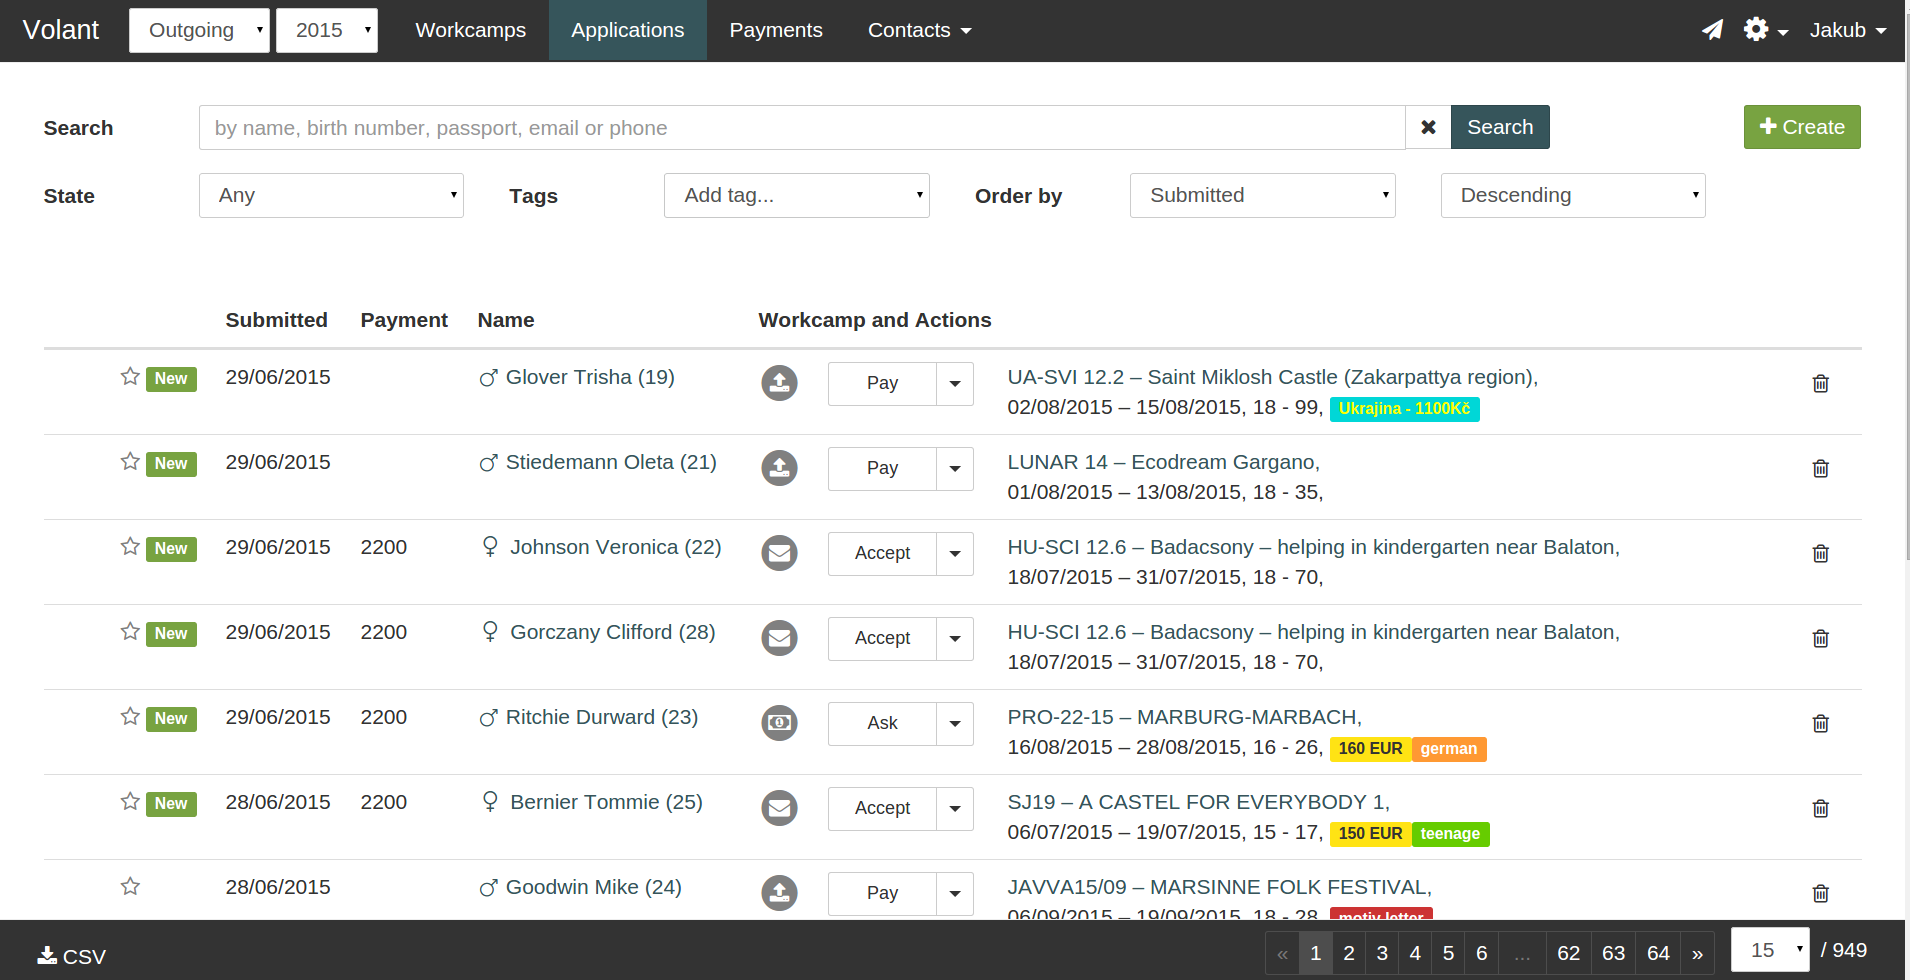 Volant Outgoing 2015 Workcamps Applications Payments Contacts Jakub
Search by name, birth number, passport, email or phone ✖ Search + Create
State Any Tags Add tag... Order by Submitted Descending
Submitted Payment Name Workcamp and Actions
New 29/06/2015 ♂ Glover Trisha (19) Pay UA-SVI 12.2 – Saint Miklosh Castle (Zakarpattya region),
02/08/2015 – 15/08/2015, 18 - 99, Ukrajina - 1100Kč
New 29/06/2015 ♂ Stiedemann Oleta (21) Pay LUNAR 14 – Ecodream Gargano,
01/08/2015 – 13/08/2015, 18 - 35,
New 29/06/2015 2200 ♀ Johnson Veronica (22) Accept HU-SCI 12.6 – Badacsony – helping in kindergarten near Balaton,
18/07/2015 – 31/07/2015, 18 - 70,
New 29/06/2015 2200 ♀ Gorczany Clifford (28) Accept HU-SCI 12.6 – Badacsony – helping in kindergarten near Balaton,
18/07/2015 – 31/07/2015, 18 - 70,
New 29/06/2015 2200 ♂ Ritchie Durward (23) Ask PRO-22-15 – MARBURG-MARBACH,
16/08/2015 – 28/08/2015, 16 - 26, 160 EUR german
New 28/06/2015 2200 ♀ Bernier Tommie (25) Accept SJ19 – A CASTEL FOR EVERYBODY 1,
06/07/2015 – 19/07/2015, 15 - 17, 150 EUR teenage
28/06/2015 ♂ Goodwin Mike (24) Pay JAVVA15/09 – MARSINNE FOLK FESTIVAL,
06/09/2015 – 19/09/2015, 18 - 28, motiv letter
CSV « 1 2 3 4 5 6 ... 62 63 64 » 15 / 949